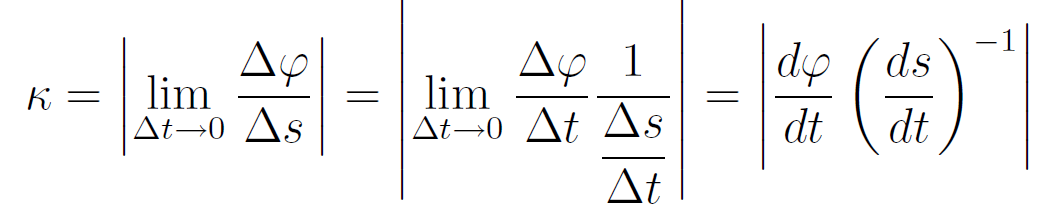 κ = |lim_{Δt→0} Δφ/Δs| = |lim_{Δt→0} Δφ/Δt 1/(Δs/Δt)| = |dφ/dt (ds/dt)^{-1}|